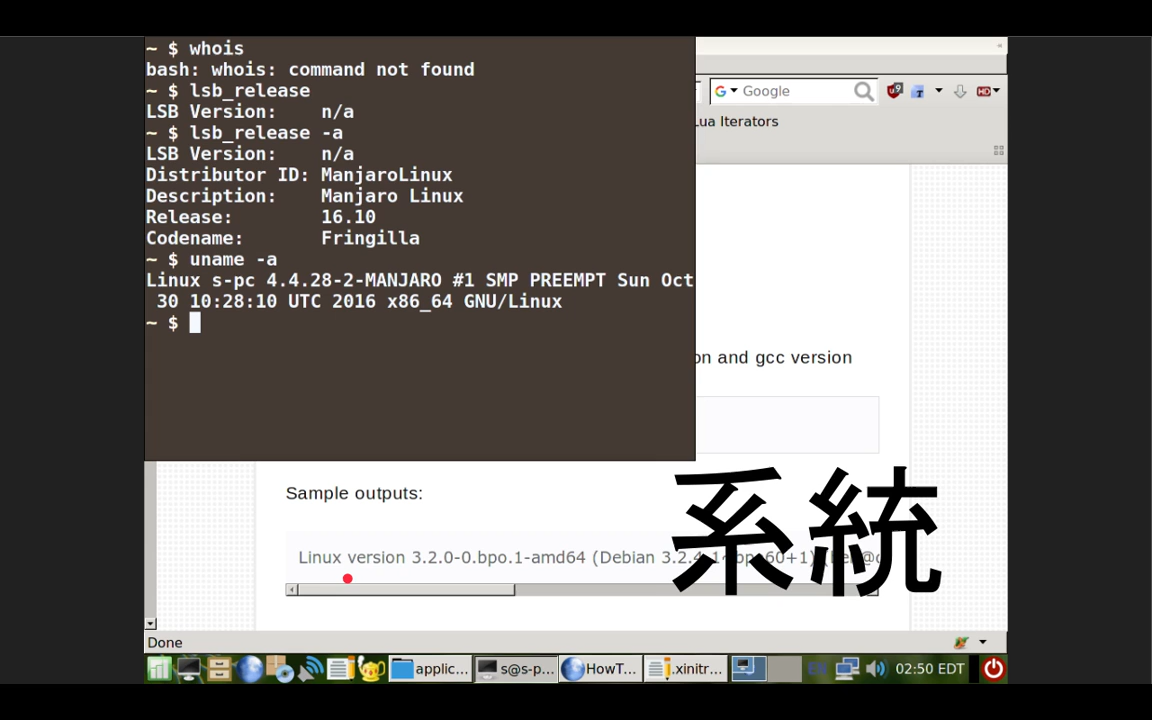 ~ $ whois
bash: whois: command not found
~ $ lsb_release
LSB Version:    n/a
~ $ lsb_release -a
LSB Version:    n/a
Distributor ID: ManjaroLinux
Description:    Manjaro Linux
Release:        16.10
Codename:       Fringilla
~ $ uname -a
Linux s-pc 4.4.28-2-MANJARO #1 SMP PREEMPT Sun Oct
 30 10:28:10 UTC 2016 x86_64 GNU/Linux
~ $
Google
Lua Iterators
on and gcc version
Sample outputs:
Linux version 3.2.0-0.bpo.1-amd64 (Debian
系統
Done
applic...
s@s-p...
HowT...
.xinitr...
02:50 EDT